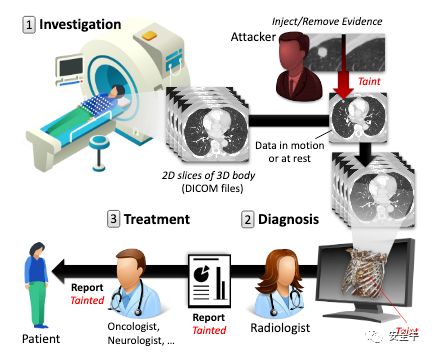 1 Investigation
Inject/Remove Evidence
Attacker
Taint
2D slices of 3D body
(DICOM files)
Data in motion
or at rest
3 Treatment
2 Diagnosis
Patient
Report
Tainted
Oncologist,
Neurologist, ...
Report
Tainted
Radiologist
Taint
安全牛